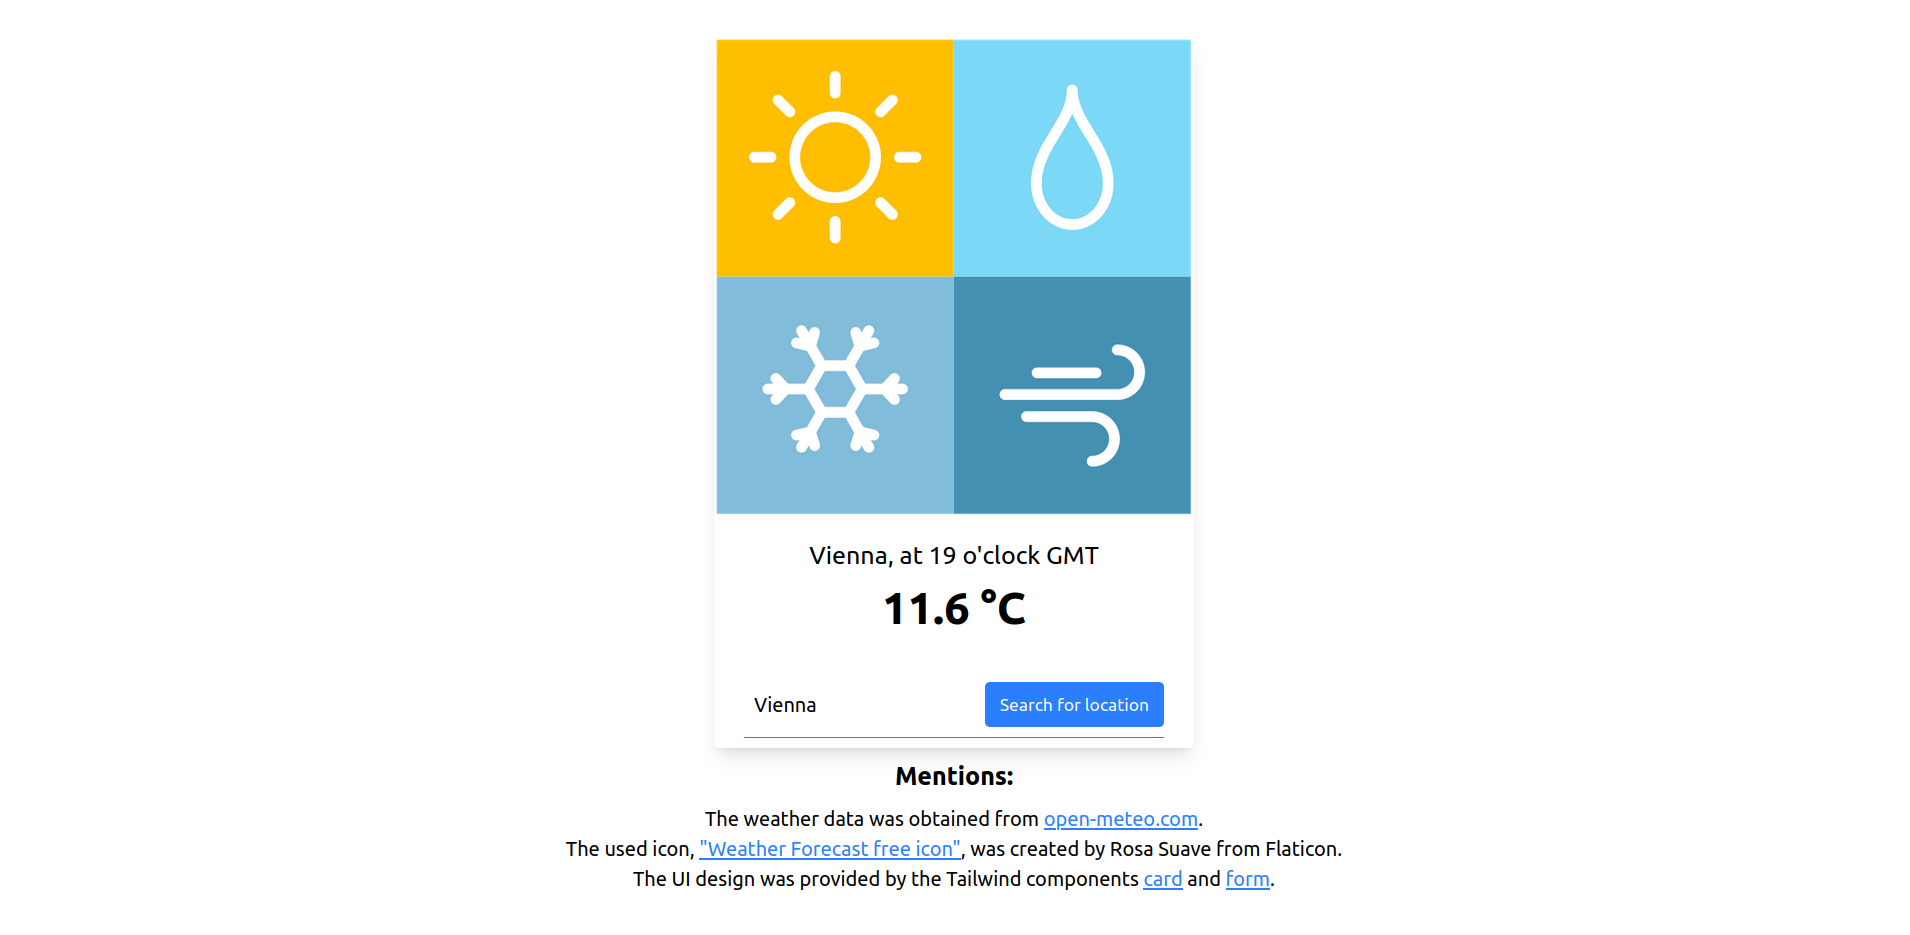 Vienna, at 19 o'clock GMT
11.6 °C
Vienna
Search for location
Mentions:
The weather data was obtained from open-meteo.com.
The used icon, "Weather Forecast free icon", was created by Rosa Suave from Flaticon.
The UI design was provided by the Tailwind components card and form.